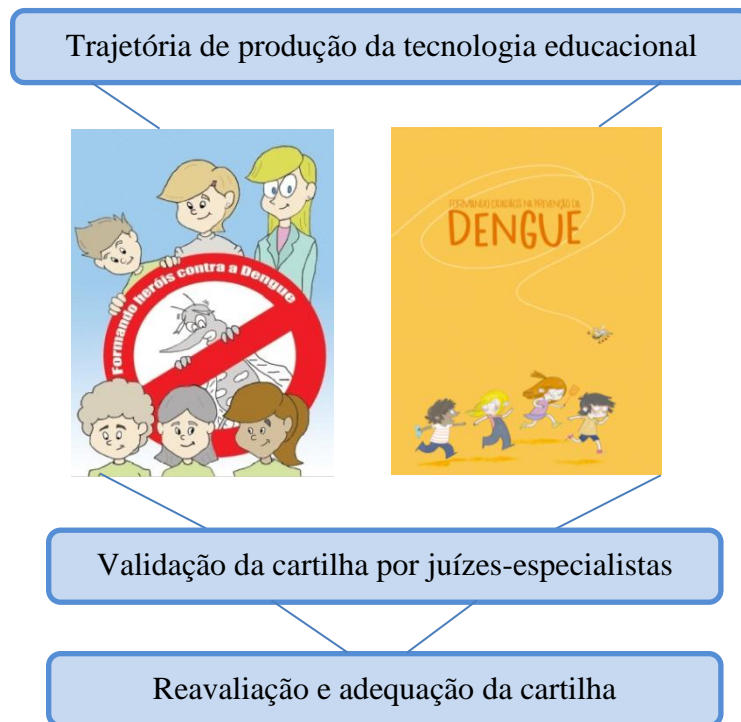 Trajetória de produção da tecnologia educacional
Formando heróis contra a Dengue
FORMANDO CIDADÃOS NA PREVENÇÃO DA
DENGUE
Validação da cartilha por juízes-especialistas
Reavaliação e adequação da cartilha